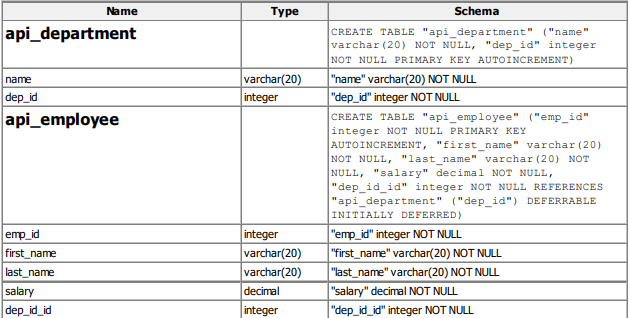 Name Type Schema
api_department CREATE TABLE "api_department" ("name"
varchar(20) NOT NULL, "dep_id" integer
NOT NULL PRIMARY KEY AUTOINCREMENT)
name varchar(20) "name" varchar(20) NOT NULL
dep_id integer "dep_id" integer NOT NULL
api_employee CREATE TABLE "api_employee" ("emp_id"
integer NOT NULL PRIMARY KEY
AUTOINCREMENT, "first_name" varchar(20)
NOT NULL, "last_name" varchar(20) NOT
NULL, "salary" decimal NOT NULL,
"dep_id_id" integer NOT NULL REFERENCES
"api_department" ("dep_id") DEFERRABLE
INITIALLY DEFERRED)
emp_id integer "emp_id" integer NOT NULL
first_name varchar(20) "first_name" varchar(20) NOT NULL
last_name varchar(20) "last_name" varchar(20) NOT NULL
salary decimal "salary" decimal NOT NULL
dep_id_id integer "dep_id_id" integer NOT NULL